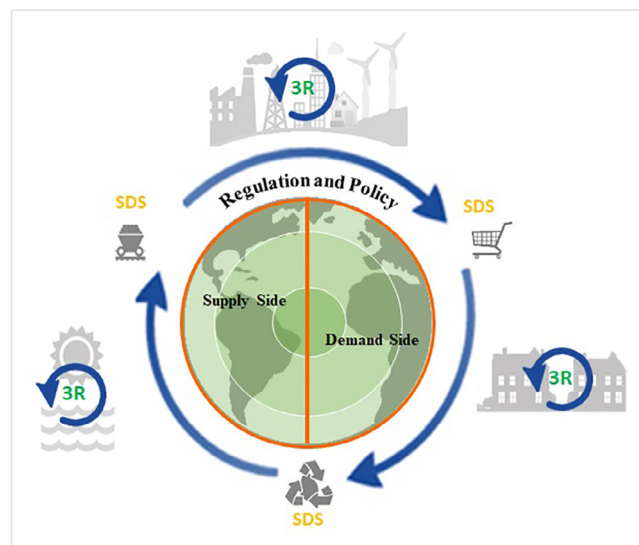 3R
Regulation and Policy
SDS
SDS
Supply Side
Demand Side
3R
3R
SDS